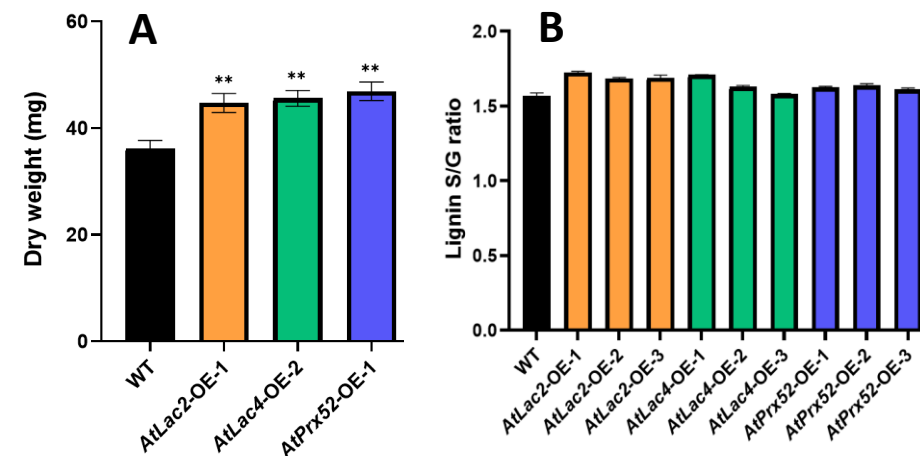 A
Dry weight (mg)
60
40
20
0
**
**
**
WT
AtLac2-OE-1
AtLac4-OE-2
AtPrx52-OE-1
B
Lignin S/G ratio
2.0
1.5
1.0
0.5
0.0
WT
AtLac2-OE-1
AtLac2-OE-2
AtLac2-OE-3
AtLac4-OE-1
AtLac4-OE-2
AtLac4-OE-3
AtPrx52-OE-1
AtPrx52-OE-2
AtPrx52-OE-3